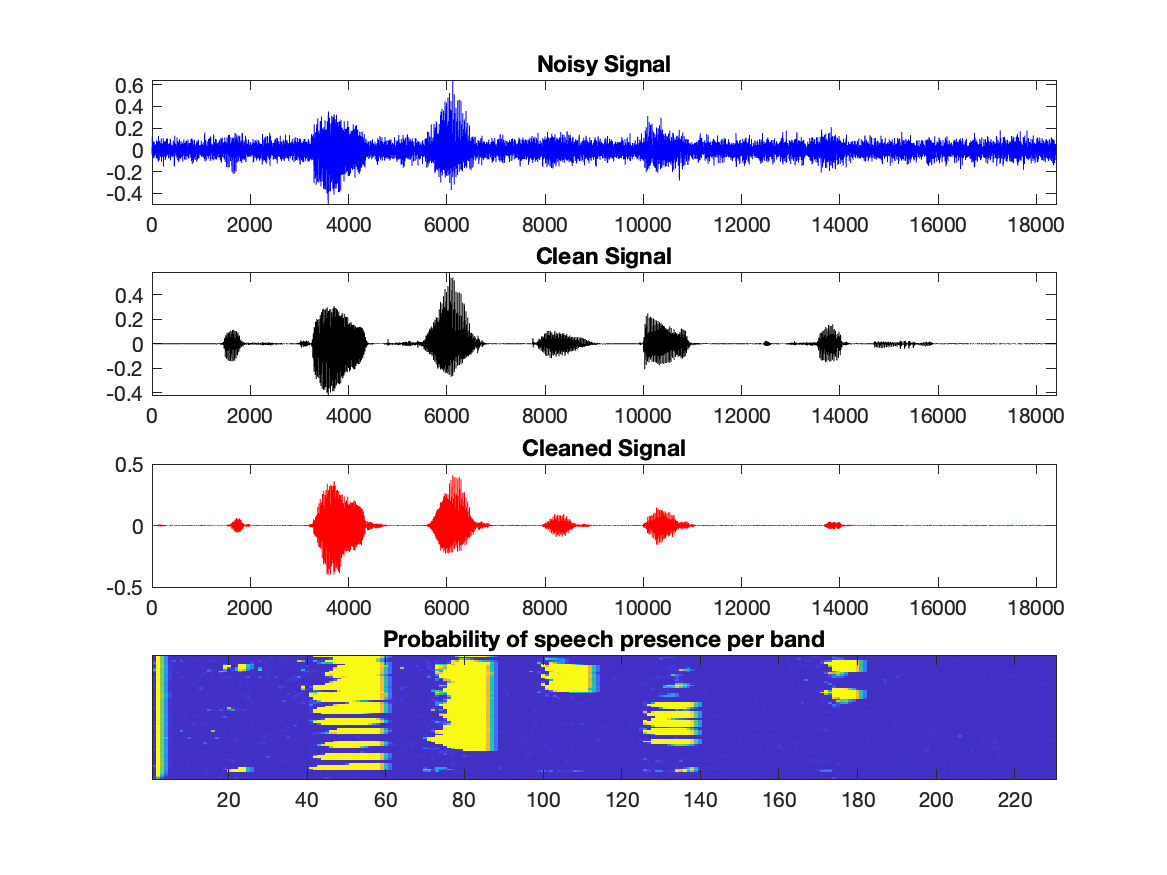 Noisy Signal
0.6
0.4
0.2
0
-0.2
-0.4
0 2000 4000 6000 8000 10000 12000 14000 16000 18000
Clean Signal
0.4
0.2
0
-0.2
-0.4
0 2000 4000 6000 8000 10000 12000 14000 16000 18000
Cleaned Signal
0.5
0
-0.5
0 2000 4000 6000 8000 10000 12000 14000 16000 18000
Probability of speech presence per band
20 40 60 80 100 120 140 160 180 200 220